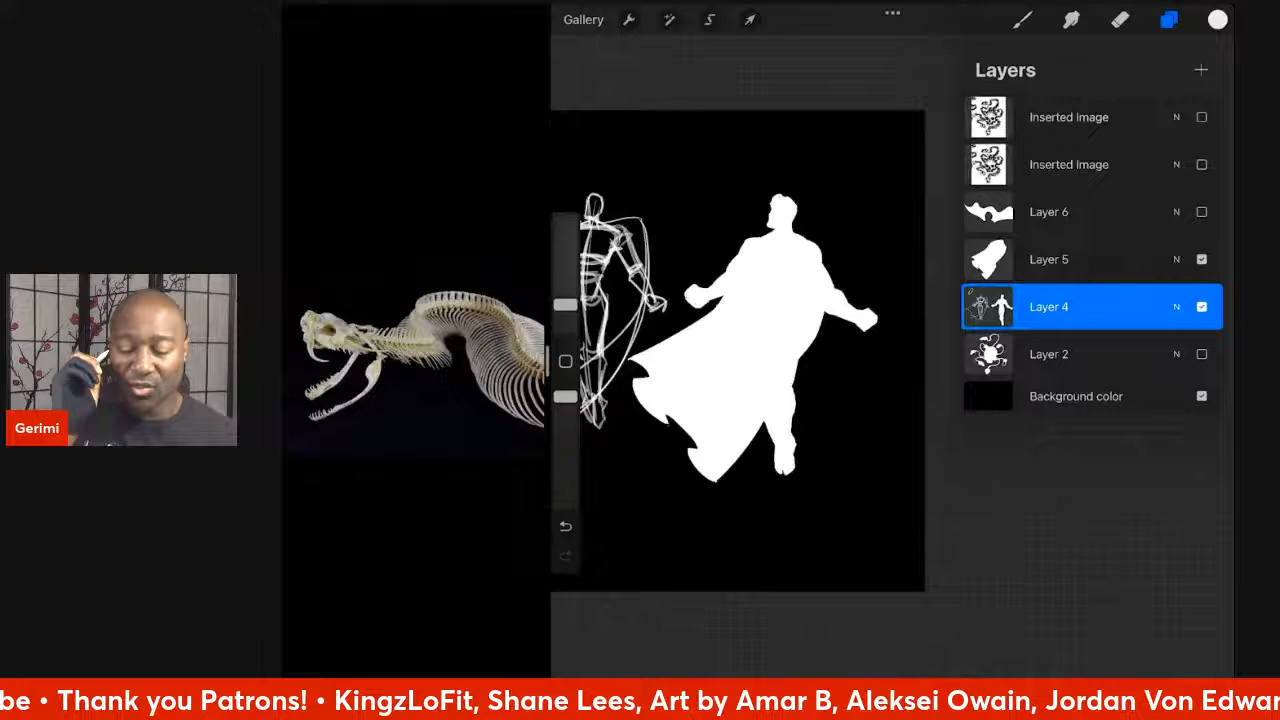 Gallery
Layers
Inserted Image N
Inserted Image N
Layer 6 N
Layer 5 N
Layer 4 N
Layer 2 N
Background color
Gerimi
be • Thank you Patrons! • KingzLoFit, Shane Lees, Art by Amar B, Aleksei Owain, Jordan Von Edwar